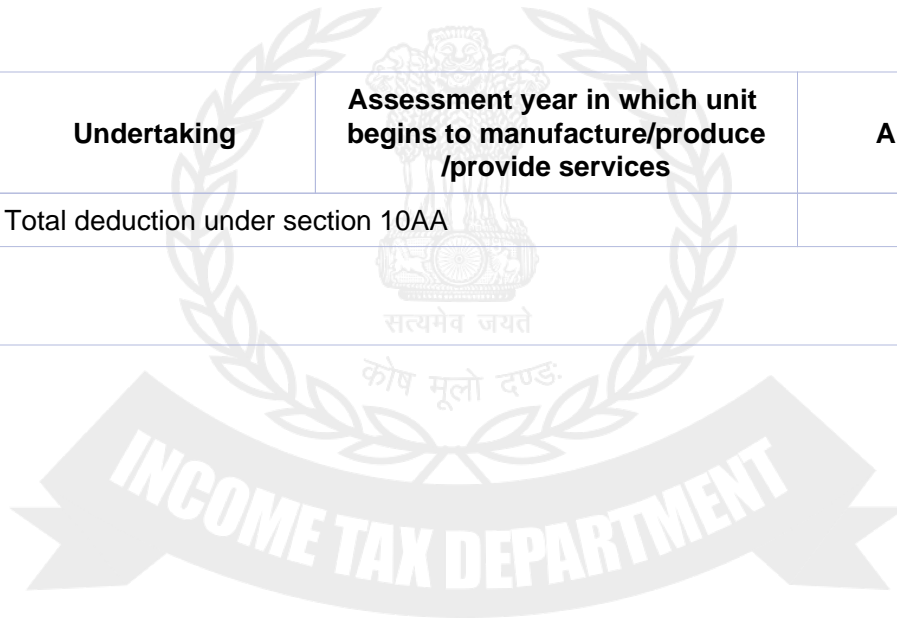 Undertaking
Assessment year in which unit
begins to manufacture/produce
/provide services
A
Total deduction under section 10AA
सत्यमेव जयते
कोष मूलो दण्ड:
INCOME TAX DEPARTMENT